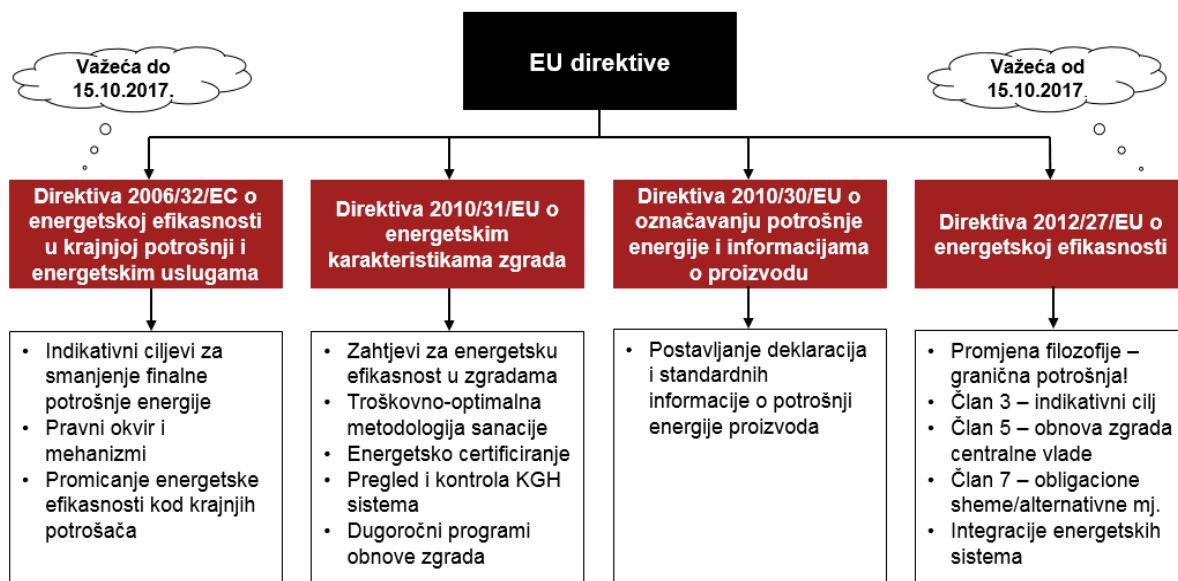 EU direktive
Važeća do
15.10.2017.
Važeća od
15.10.2017.
Direktiva 2006/32/EC o
energetskoj efikasnosti
u krajnjoj potrošnji i
energetskim uslugama
• Indikativni ciljevi za
smanjenje finalne
potrošnje energije
• Pravni okvir i
mehanizmi
• Promicanje energetske
efikasnosti kod krajnjih
potrošača
Direktiva 2010/31/EU o
energetskim
karakteristikama zgrada
• Zahtjevi za energetsku
efikasnost u zgradama
• Troškovno-optimalna
metodologija sanacije
• Energetsko certificiranje
• Pregled i kontrola KGH
sistema
• Dugoročni programi
obnove zgrada
Direktiva 2010/30/EU o
označavanju potrošnje
energije i informacijama
o proizvodu
• Postavljanje deklaracija
i standardnih
informacije o potrošnji
energije proizvoda
Direktiva 2012/27/EU o
energetskoj efikasnosti
• Promjena filozofije –
granična potrošnja!
• Član 3 – indikativni cilj
• Član 5 – obnova zgrada
centralne vlade
• Član 7 – obligacione
sheme/alternativne mj.
• Integracije energetskih
sistema